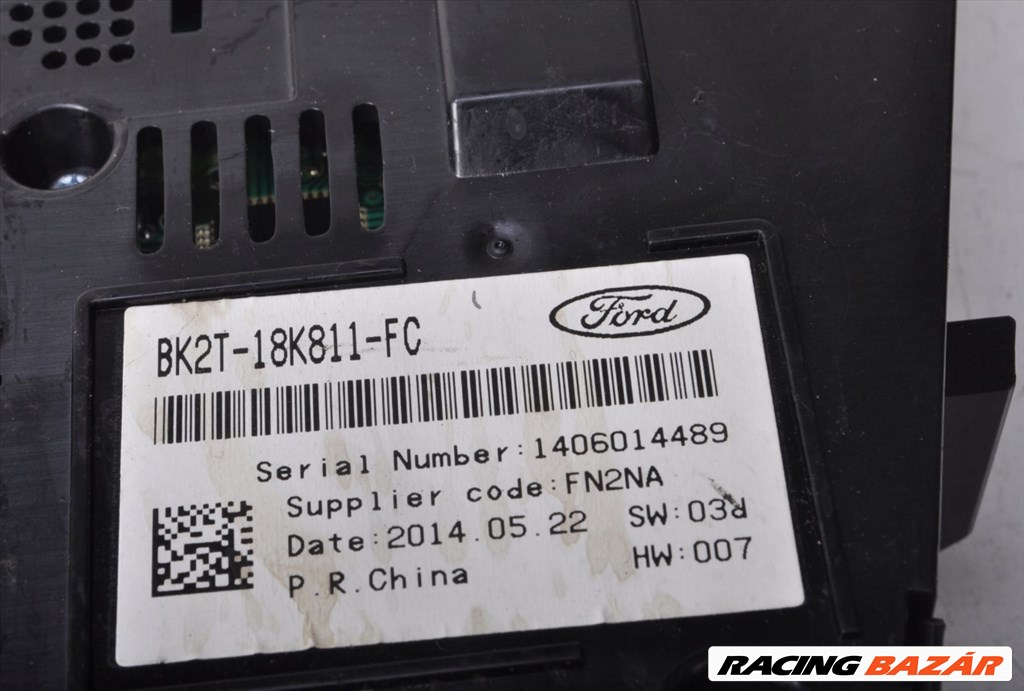 Ford
BK2T-18K811-FC
Serial Number:1406014489
Supplier code:FN2NA
Date:2014.05.22 SW:03d
P.R.China HW:007
RACING BAZÁR